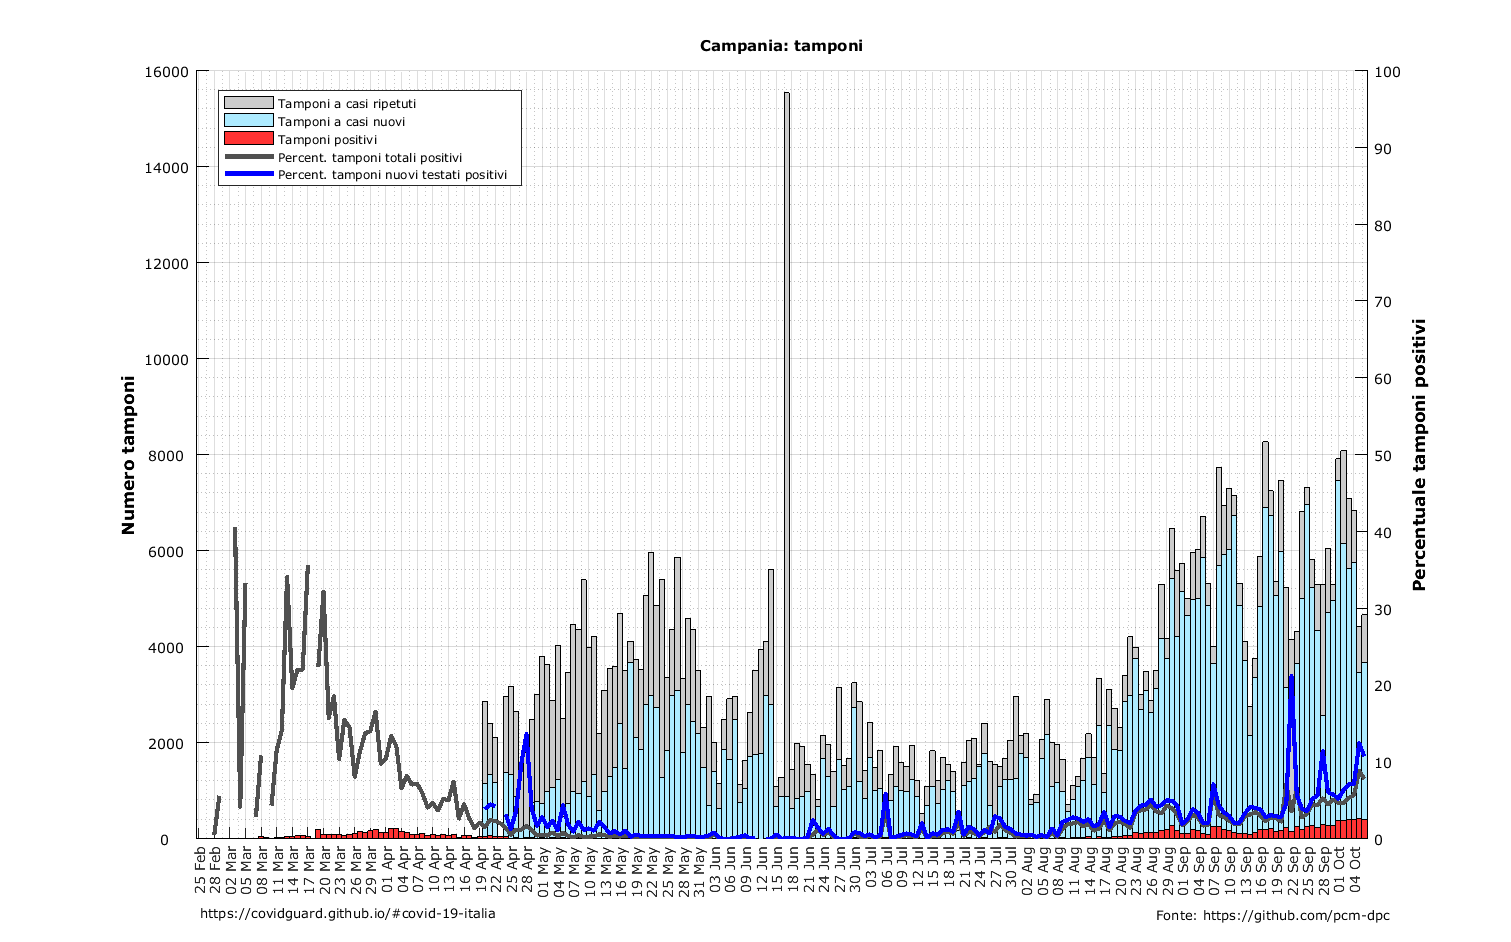 Campania: tamponi
16000
14000
12000
10000
8000
6000
4000
2000
0
Numero tamponi
Tamponi a casi ripetuti
Tamponi a casi nuovi
Tamponi positivi
Percent. tamponi totali positivi
Percent. tamponi nuovi testati positivi
100
90
80
70
60
50
40
30
20
10
0
Percentuale tamponi positivi
25 Feb
28 Feb
02 Mar
05 Mar
08 Mar
11 Mar
14 Mar
17 Mar
20 Mar
23 Mar
26 Mar
29 Mar
01 Apr
04 Apr
07 Apr
10 Apr
13 Apr
16 Apr
19 Apr
22 Apr
25 Apr
28 Apr
01 May
04 May
07 May
10 May
13 May
16 May
19 May
22 May
25 May
28 May
31 May
03 Jun
06 Jun
09 Jun
12 Jun
15 Jun
18 Jun
21 Jun
24 Jun
27 Jun
30 Jun
03 Jul
06 Jul
09 Jul
12 Jul
15 Jul
18 Jul
21 Jul
24 Jul
27 Jul
30 Jul
02 Aug
05 Aug
08 Aug
11 Aug
14 Aug
17 Aug
20 Aug
23 Aug
26 Aug
29 Aug
01 Sep
04 Sep
07 Sep
10 Sep
13 Sep
16 Sep
19 Sep
22 Sep
25 Sep
28 Sep
01 Oct
04 Oct
https://covidguard.github.io/#covid-19-italia
Fonte: https://github.com/pcm-dpc